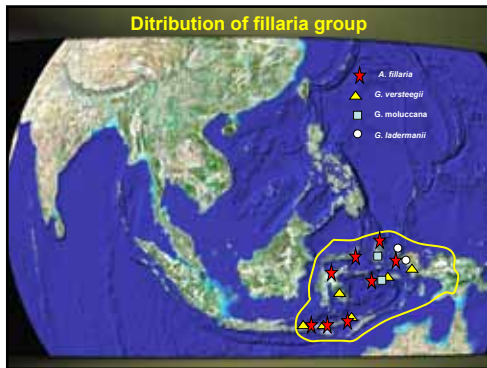 Ditribution of fillaria group
A. fillaria
G. versteegii
G. moluccana
G. ladermanii